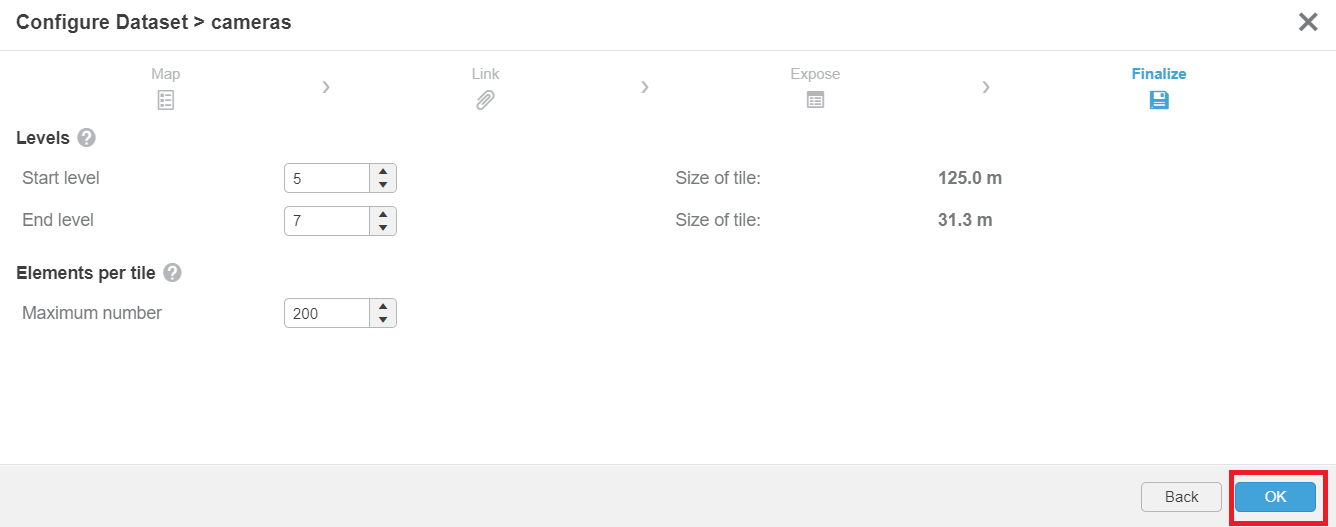 Configure Dataset > cameras
Map
Link
Expose
Finalize
Levels
Start level 5 Size of tile: 125.0 m
End level 7 Size of tile: 31.3 m
Elements per tile
Maximum number 200
Back OK